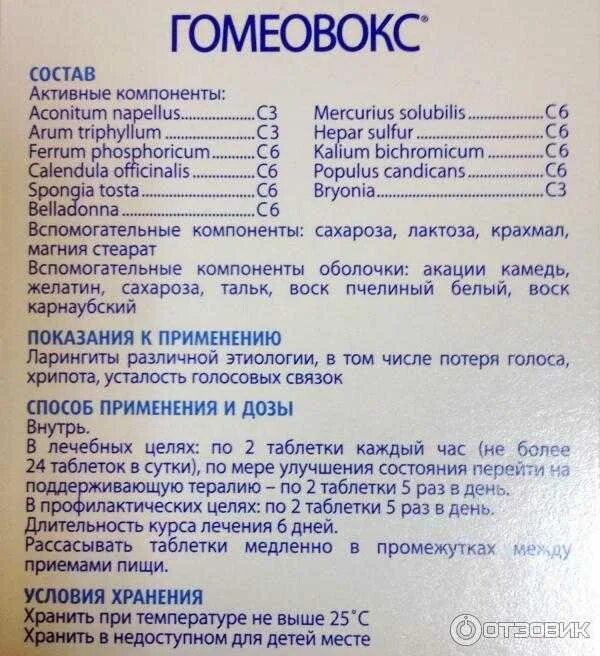 ГОМЕОВОКС®
СОСТАВ
Активные компоненты:
Aconitum napellus....................C3
Arum triphyllum......................C3
Ferrum phosphoricum..............C6
Calendula officinalis.................C6
Spongia tosta..........................C6
Belladonna.............................C6
Mercurius solubilis....................C6
Hepar sulfur...........................C6
Kalium bichromicum...............C6
Populus candicans...................C6
Bryonia.................................C3
Вспомогательные компоненты: сахароза, лактоза, крахмал,
магния стеарат
Вспомогательные компоненты оболочки: акации камедь,
желатин, сахароза, тальк, воск пчелиный белый, воск
карнаубский
ПОКАЗАНИЯ К ПРИМЕНЕНИЮ
Ларингиты различной этиологии, в том числе потеря голоса,
хрипота, усталость голосовых связок
СПОСОБ ПРИМЕНЕНИЯ И ДОЗЫ
Внутрь.
В лечебных целях: по 2 таблетки каждый час (не более
24 таблеток в сутки), по мере улучшения состояния перейти на
поддерживающую терапию – по 2 таблетки 5 раз в день.
В профилактических целях: по 2 таблетки 5 раз в день.
Длительность курса лечения 6 дней.
Рассасывать таблетки медленно в промежутках между
приемами пищи.
УСЛОВИЯ ХРАНЕНИЯ
Хранить при температуре не выше 25°С
Хранить в недоступном для детей месте
ОТЗОВИК